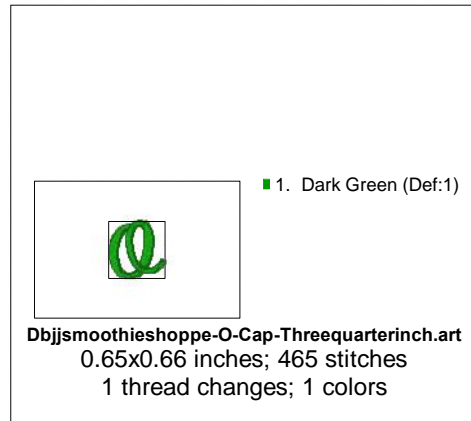 1. Dark Green (Def:1)
O
Dbjjsmoothieshoppe-O-Cap-Threequarterinch.art
0.65x0.66 inches; 465 stitches
1 thread changes; 1 colors